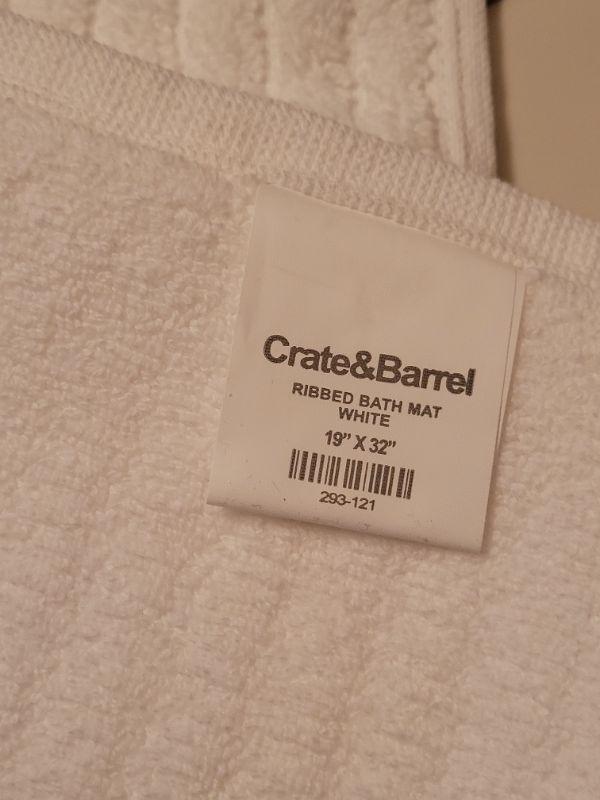 Crate&Barrel
RIBBED BATH MAT
WHITE
19” X 32”
293-121